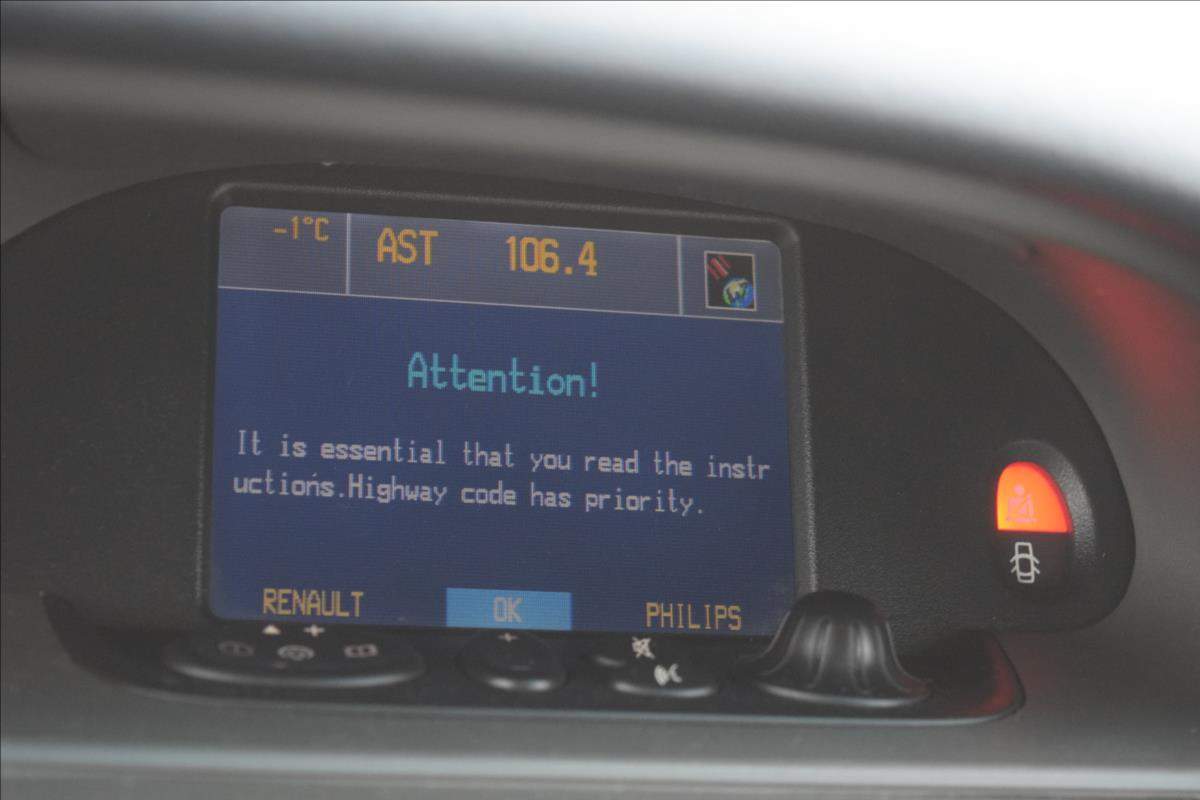 -1°C AST 106.4
Attention!
It is essential that you read the instr
uctions.Highway code has priority.
RENAULT OK PHILIPS